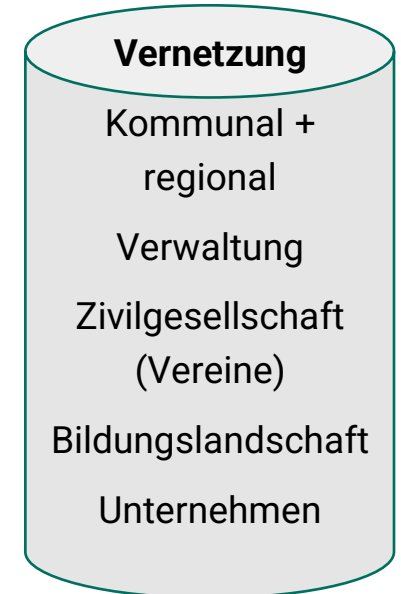 Vernetzung
Kommunal +
regional
Verwaltung
Zivilgesellschaft
(Vereine)
Bildungslandschaft
Unternehmen